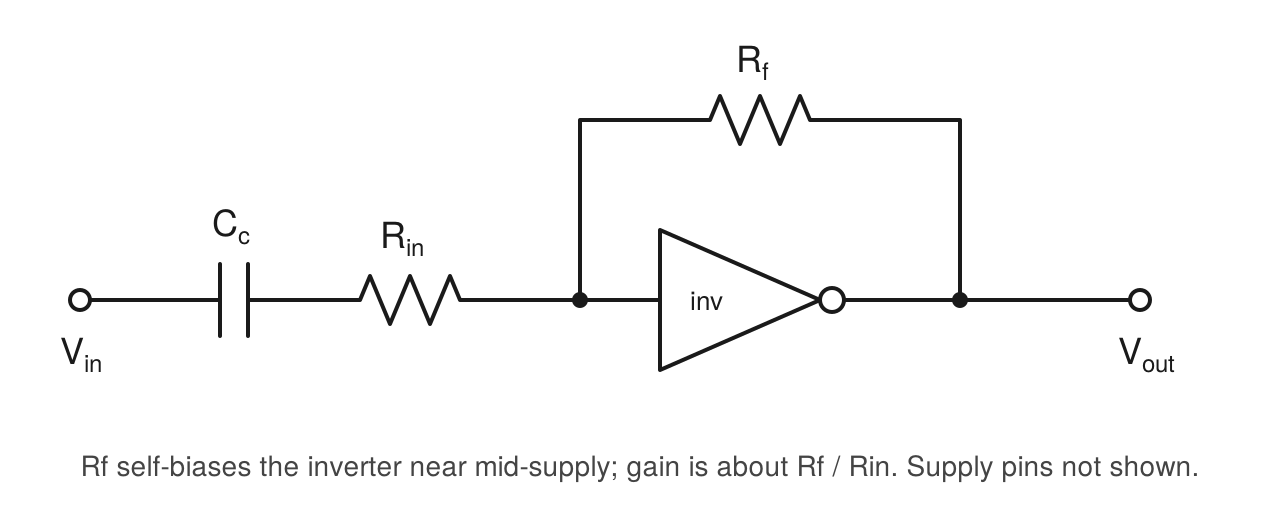 Rf
Cc
Rin
inv
Vin
Vout
Rf self-biases the inverter near mid-supply; gain is about Rf / Rin. Supply pins not shown.